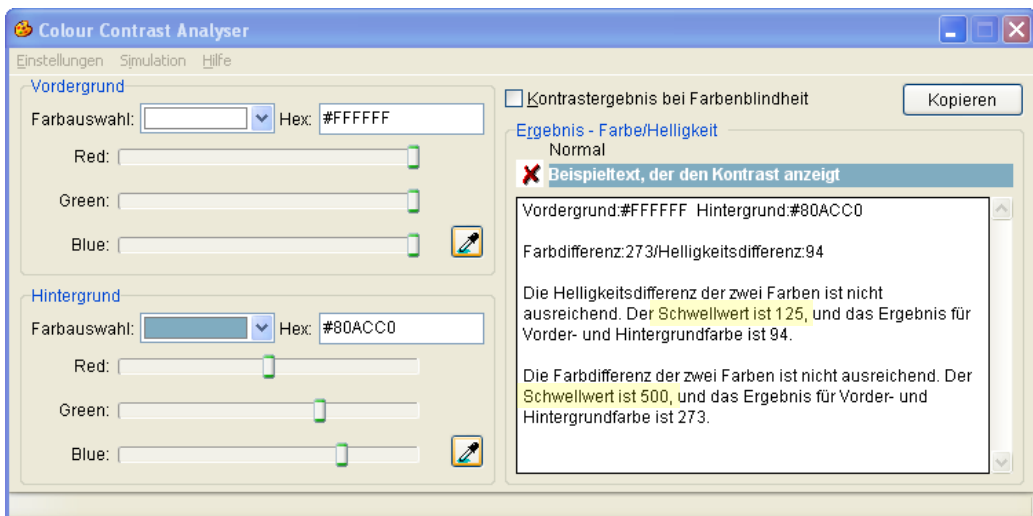 Colour Contrast Analyser
Einstellungen Simulation Hilfe
Vordergrund
Farbauswahl: Hex: #FFFFFF
Red:
Green:
Blue:
Hintergrund
Farbauswahl: Hex: #80ACC0
Red:
Green:
Blue:
Kontrastergebnis bei Farbenblindheit
Kopieren
Ergebnis - Farbe/Helligkeit
Normal
Beispieltext, der den Kontrast anzeigt
Vordergrund:#FFFFFF Hintergrund:#80ACC0
Farbdifferenz:273/Helligkeitsdifferenz:94
Die Helligkeitsdifferenz der zwei Farben ist nicht
ausreichend. Der Schwellwert ist 125, und das Ergebnis für
Vorder- und Hintergrundfarbe ist 94.
Die Farbdifferenz der zwei Farben ist nicht ausreichend. Der
Schwellwert ist 500, und das Ergebnis für Vorder- und
Hintergrundfarbe ist 273.